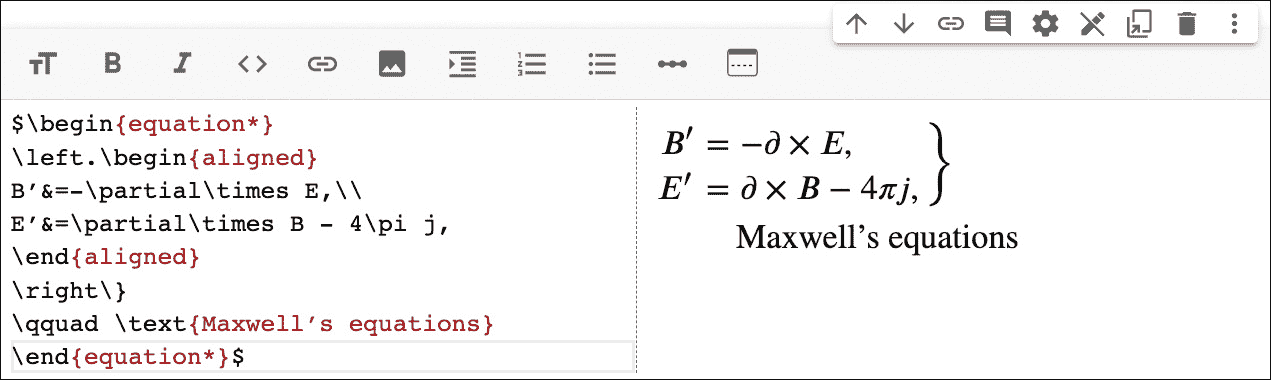 $\begin{equation*}
\left.\begin{aligned}
B′&=-\partial\times E,\\
E′&=\partial\times B - 4\pi j,
\end{aligned}
\right\}
\qquad \text{Maxwell′s equations}
\end{equation*}$
B′ = −∂ × E,
E′ = ∂ × B − 4πj,
}
Maxwell’s equations